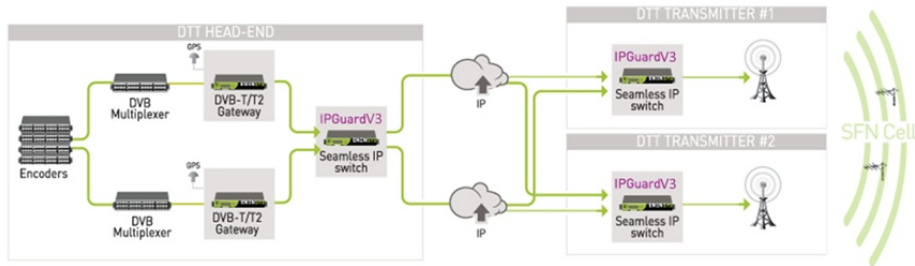 DTT HEAD-END
GPS
DVB
Multiplexer
DVB-T/T2
Gateway
Encoders
IPGuardV3
Seamless IP
switch
GPS
DVB
Multiplexer
DVB-T/T2
Gateway
IP
IP
DTT TRANSMITTER #1
IPGuardV3
Seamless IP
switch
DTT TRANSMITTER #2
IPGuardV3
Seamless IP
switch
SFN Cell